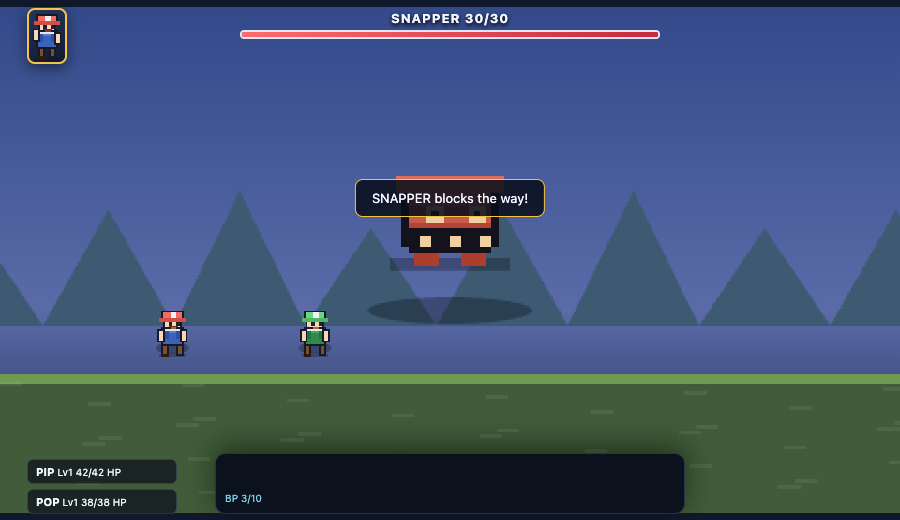 SNAPPER 30/30
SNAPPER blocks the way!
PIP Lv1 42/42 HP
POP Lv1 38/38 HP
BP 3/10